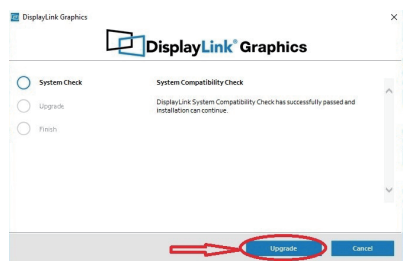 DisplayLink Graphics
DisplayLink® Graphics
System Check
Upgrade
Finish
System Compatibility Check
DisplayLink System Compatibility Check has successfully passed and
installation can continue.
Upgrade
Cancel